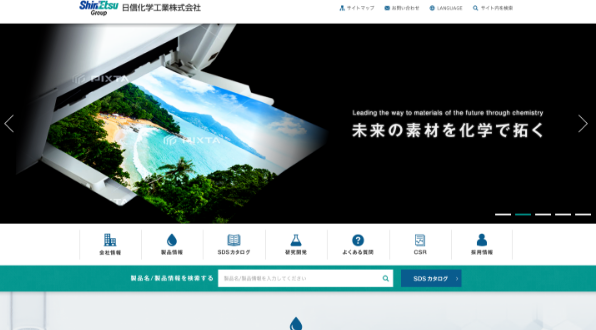 ShinEtsu
Group
日信化学工業株式会社
サイトマップ
お問い合わせ
LANGUAGE
サイト内を検索
PIXTA
PIXTA
Leading the way to materials of the future through chemistry
未来の素材を化学で拓く
会社情報
製品情報
SDSカタログ
研究開発
よくある質問
CSR
採用情報
製品名/製品情報を検索する
製品名/製品情報を入力してください
SDS カタログ